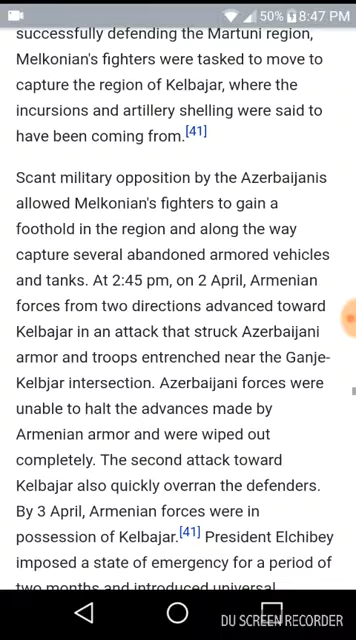 50% 8:47 PM
successfully defending the Martuni region,
Melkonian's fighters were tasked to move to
capture the region of Kelbajar, where the
incursions and artillery shelling were said to
have been coming from.[41]
Scant military opposition by the Azerbaijanis
allowed Melkonian's fighters to gain a
foothold in the region and along the way
capture several abandoned armored vehicles
and tanks. At 2:45 pm, on 2 April, Armenian
forces from two directions advanced toward
Kelbajar in an attack that struck Azerbaijani
armor and troops entrenched near the Ganje-
Kelbjar intersection. Azerbaijani forces were
unable to halt the advances made by
Armenian armor and were wiped out
completely. The second attack toward
Kelbajar also quickly overran the defenders.
By 3 April, Armenian forces were in
possession of Kelbajar.[41] President Elchibey
imposed a state of emergency for a period of
two months and introduced universal
DU SCREEN RECORDER